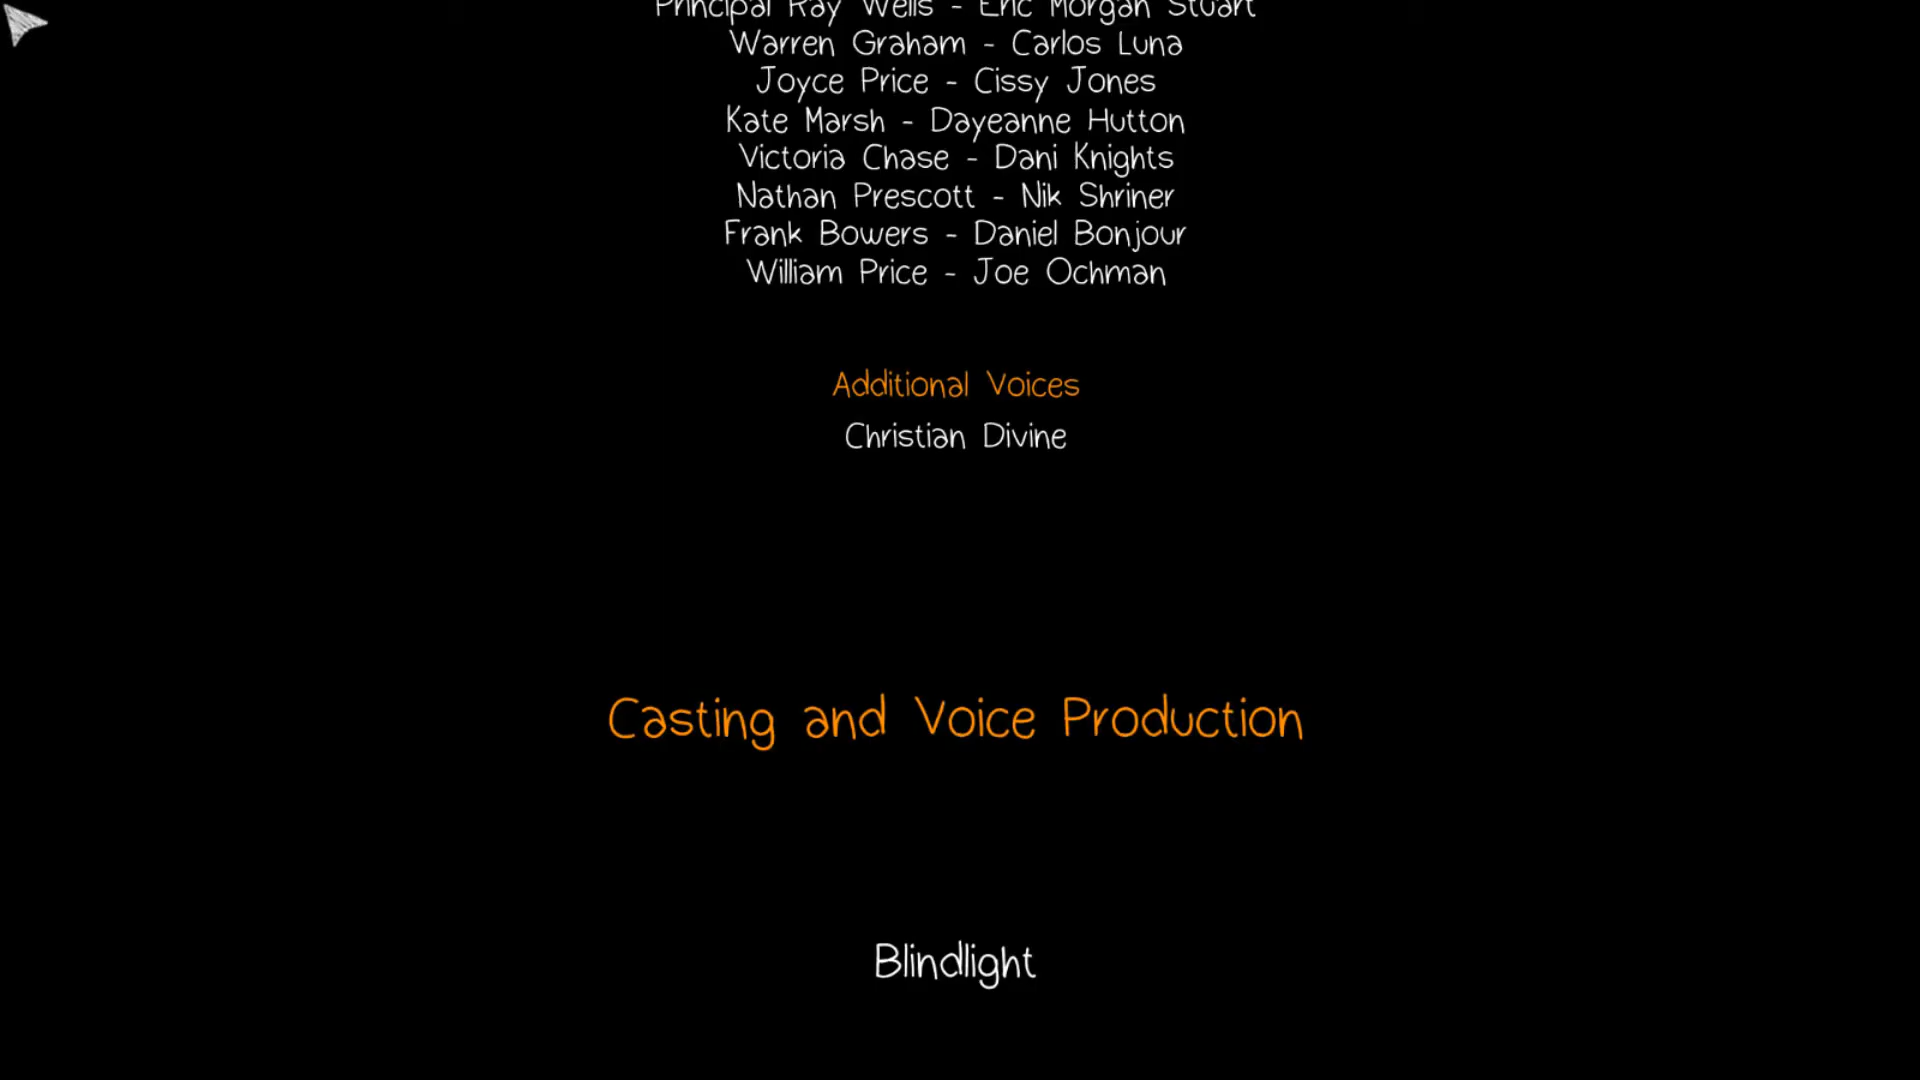 Principal Ray Wells - Eric Morgan Stuart
Warren Graham - Carlos Luna
Joyce Price - Cissy Jones
Kate Marsh - Dayeanne Hutton
Victoria Chase - Dani Knights
Nathan Prescott - Nik Shriner
Frank Bowers - Daniel Bonjour
William Price - Joe Ochman
Additional Voices
Christian Divine
Casting and Voice Production
Blindlight